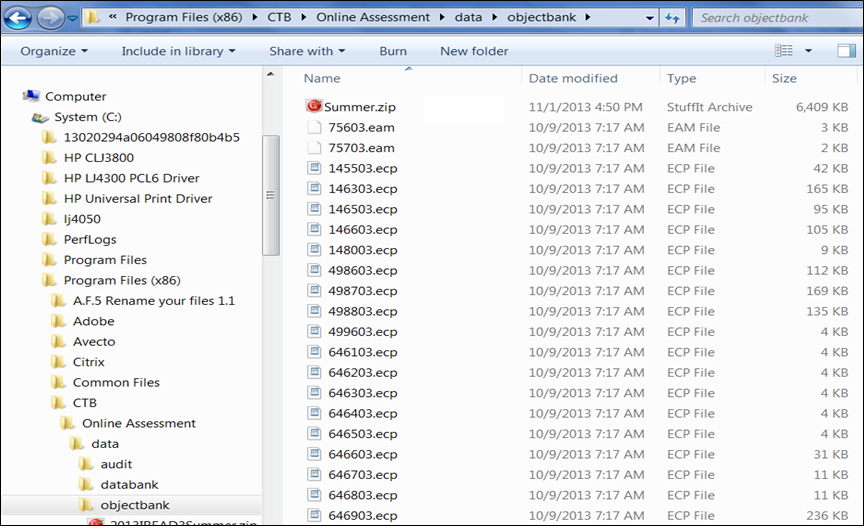 « Program Files (x86) CTB Online Assessment data objectbank Search objectbank
Organize Include in library Share with Burn New folder
Name Date modified Type Size
Computer
System (C:)
13020294a06049808f80b4b5
HP CLJ3800
HP LJ4300 PCL6 Driver
HP Universal Print Driver
lj4050
PerfLogs
Program Files
Program Files (x86)
A.F.5 Rename your files 1.1
Adobe
Avecto
Citrix
Common Files
CTB
Online Assessment
data
audit
databank
objectbank
2013IREAD3Summer.zip
Summer.zip 11/1/2013 4:50 PM StuffIt Archive 6,409 KB
75603.eam 10/9/2013 7:17 AM EAM File 3 KB
75703.eam 10/9/2013 7:17 AM EAM File 2 KB
145503.ecp 10/9/2013 7:17 AM ECP File 42 KB
146303.ecp 10/9/2013 7:17 AM ECP File 165 KB
146503.ecp 10/9/2013 7:17 AM ECP File 95 KB
146603.ecp 10/9/2013 7:17 AM ECP File 105 KB
148003.ecp 10/9/2013 7:17 AM ECP File 9 KB
498603.ecp 10/9/2013 7:17 AM ECP File 112 KB
498703.ecp 10/9/2013 7:17 AM ECP File 169 KB
498803.ecp 10/9/2013 7:17 AM ECP File 135 KB
499603.ecp 10/9/2013 7:17 AM ECP File 4 KB
646103.ecp 10/9/2013 7:17 AM ECP File 4 KB
646203.ecp 10/9/2013 7:17 AM ECP File 4 KB
646303.ecp 10/9/2013 7:17 AM ECP File 4 KB
646403.ecp 10/9/2013 7:17 AM ECP File 4 KB
646503.ecp 10/9/2013 7:17 AM ECP File 4 KB
646603.ecp 10/9/2013 7:17 AM ECP File 31 KB
646703.ecp 10/9/2013 7:17 AM ECP File 11 KB
646803.ecp 10/9/2013 7:17 AM ECP File 11 KB
646903.ecp 10/9/2013 7:17 AM ECP File 236 KB